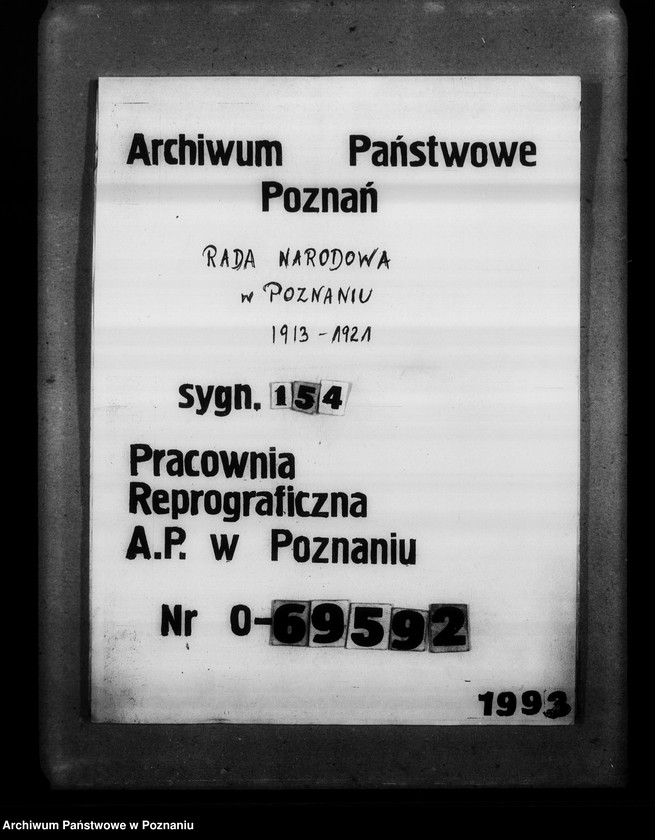 Archiwum Państwowe
Poznań
RADA NARODOWA
w POZNANIU
1913-1921
sygn. 154
Pracownia
Reprograficzna
A.P. w Poznaniu
Nr O-69592
1993
Archiwum Państwowe w Poznaniu